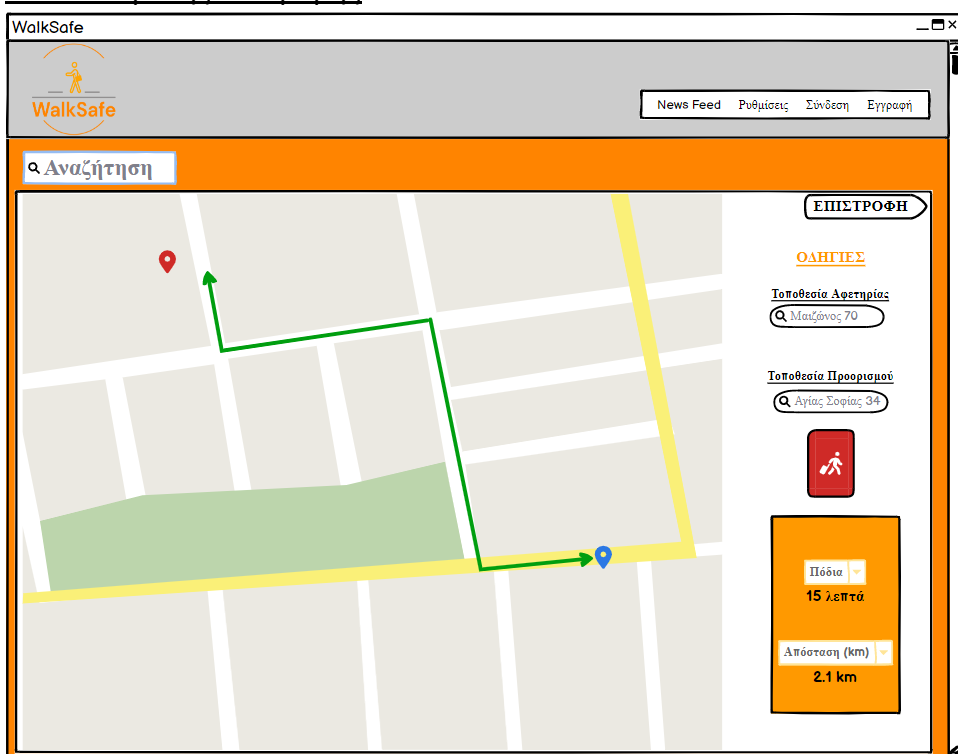 WalkSafe
WalkSafe
News Feed Ρυθμίσεις Σύνδεση Εγγραφή
Αναζήτηση
ΕΠΙΣΤΡΟΦΗ
ΟΔΗΓΙΕΣ
Τοποθεσία Αφετηρίας
Μαιζώνος 70
Τοποθεσία Προορισμού
Αγίας Σοφίας 34
Πόδια
15 λεπτά
Απόσταση (km)
2.1 km